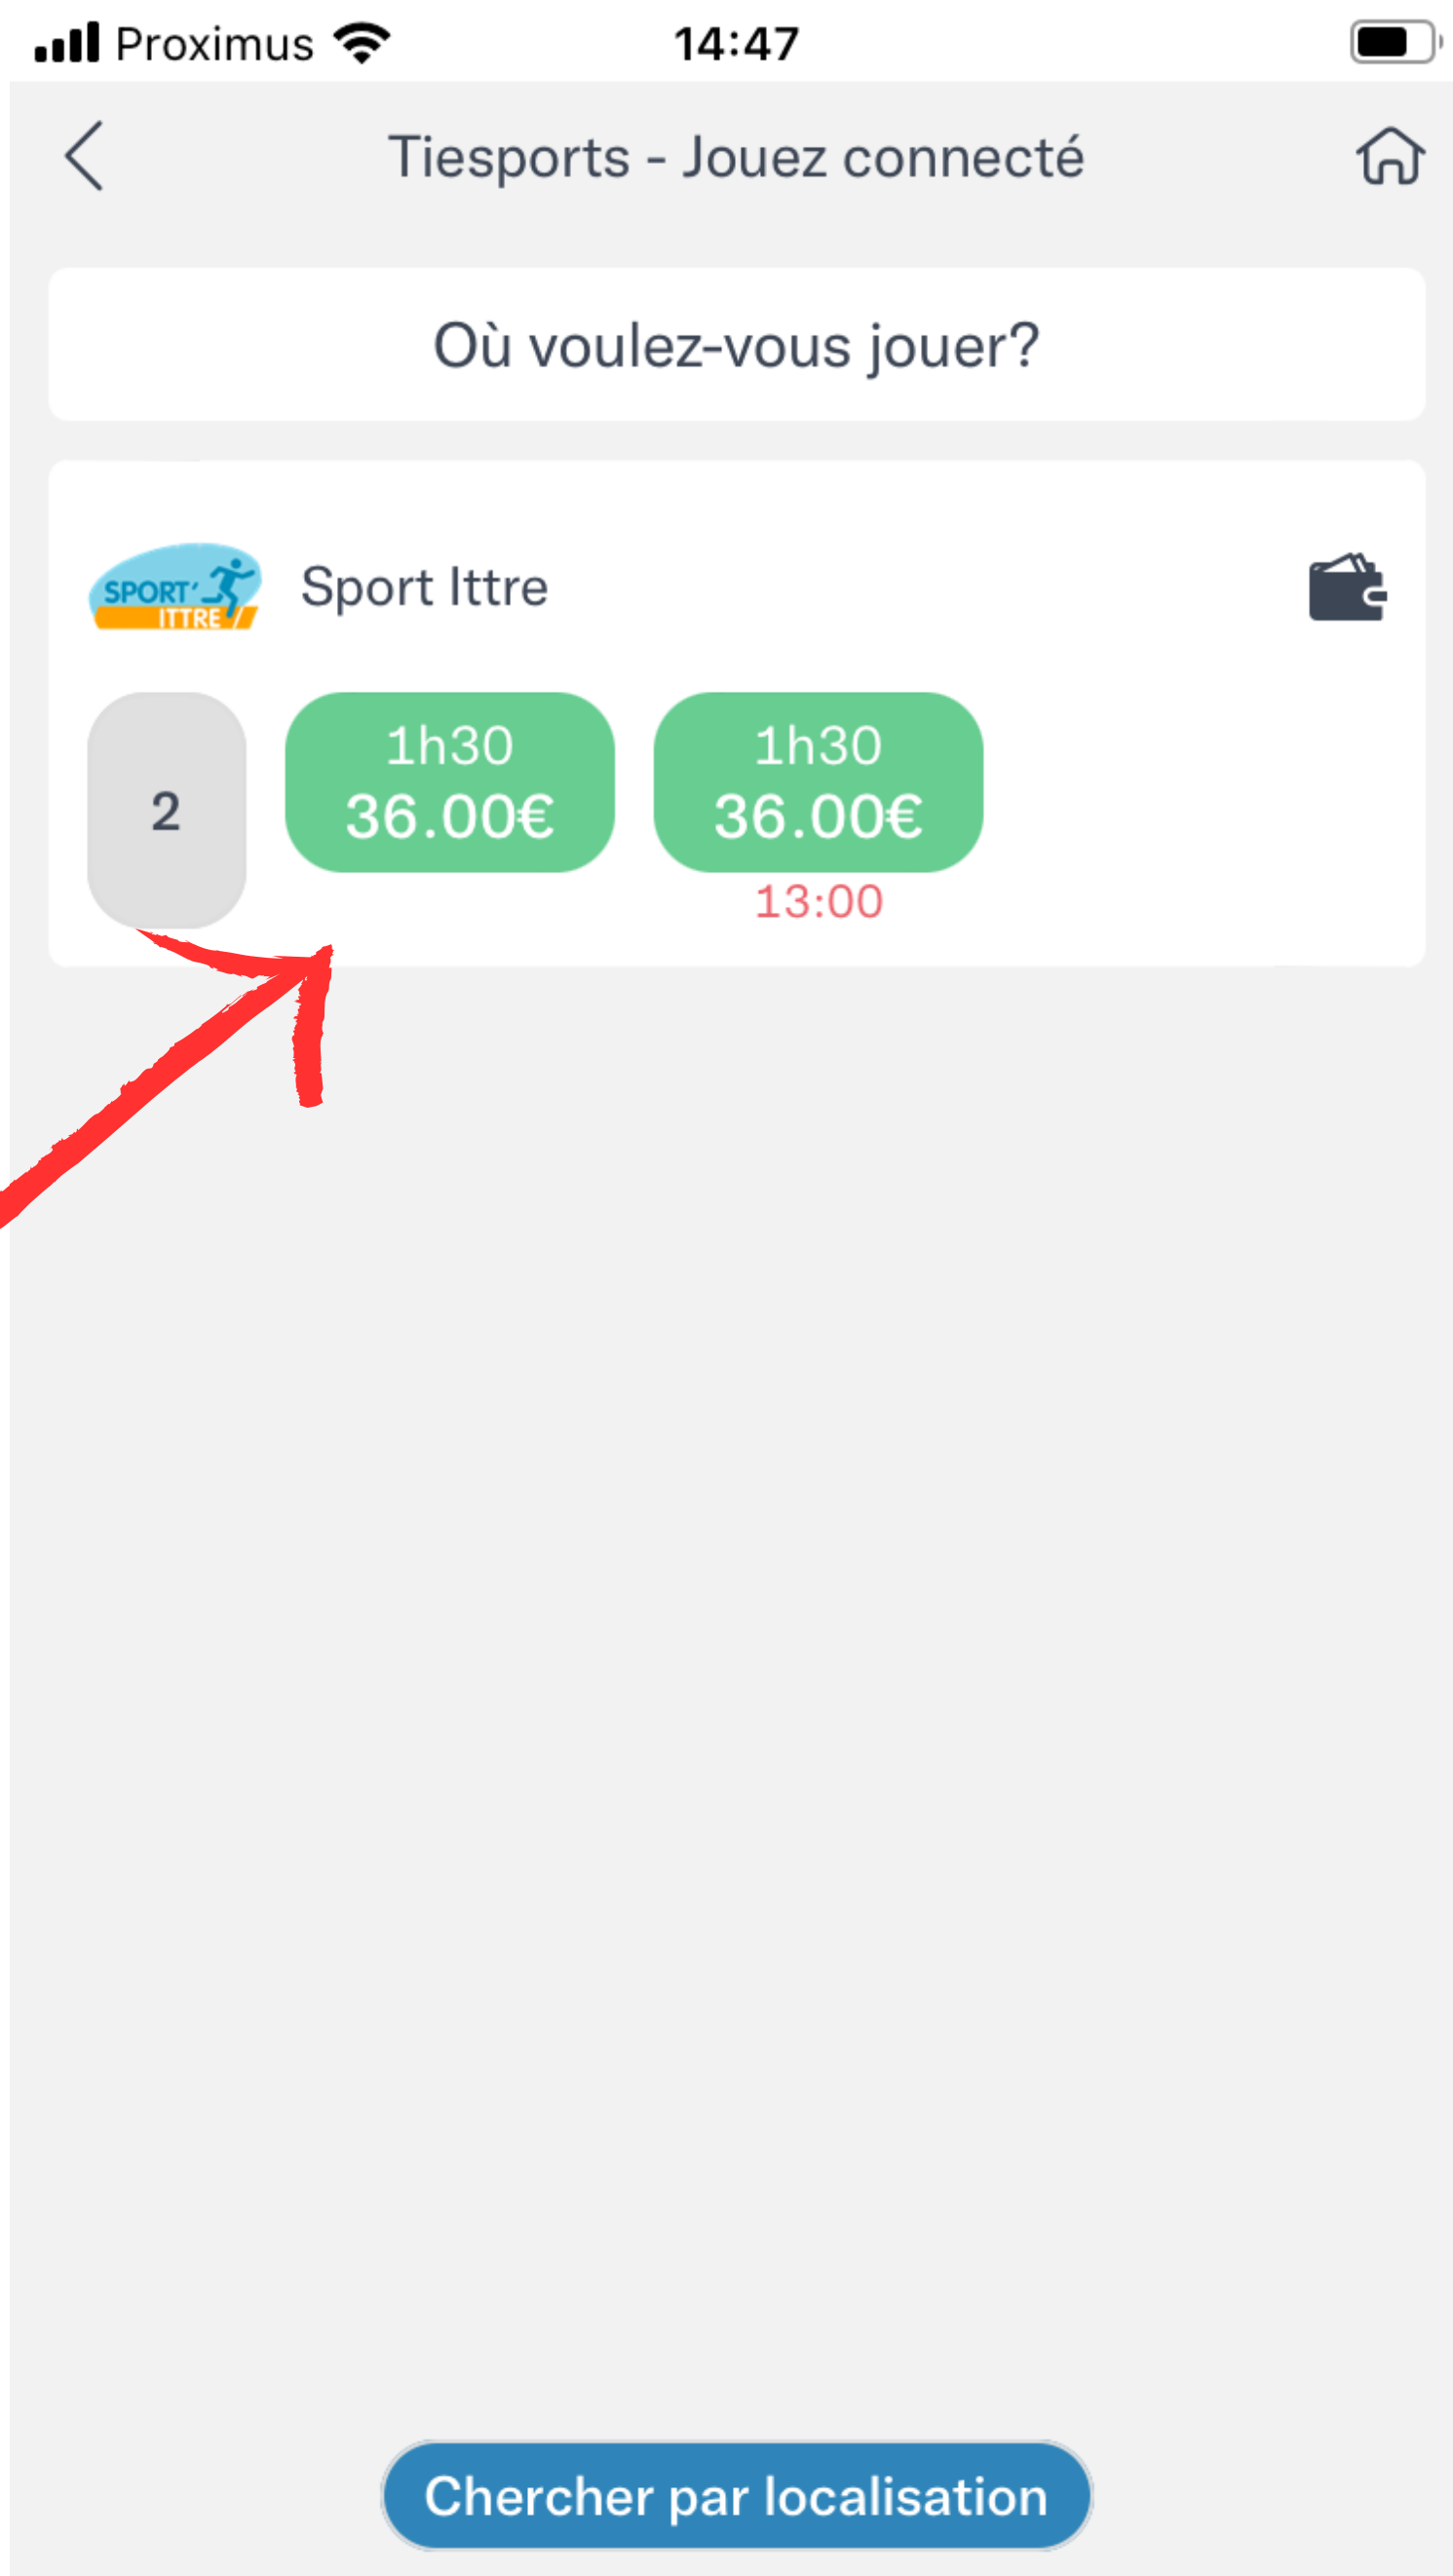 Proximus 14:47
Tiesports - Jouez connecté
Où voulez-vous jouer?
SPORT'
ITTRE
Sport Ittre
2
1h30
36.00€
1h30
36.00€
13:00
Chercher par localisation